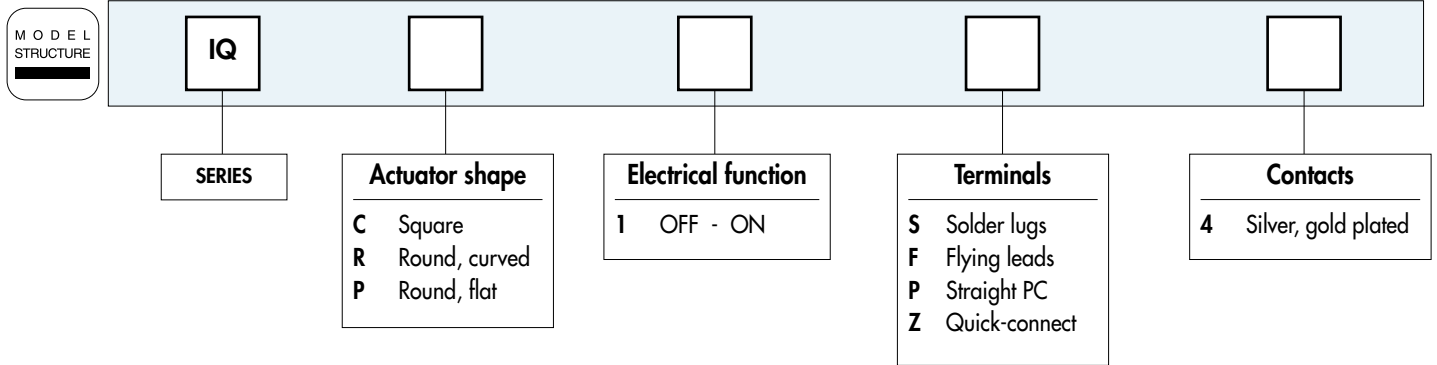 MODEL
STRUCTURE
IQ
SERIES
Actuator shape
C Square
R Round, curved
P Round, flat
Electrical function
1 OFF - ON
Terminals
S Solder lugs
F Flying leads
P Straight PC
Z Quick-connect
Contacts
4 Silver, gold plated